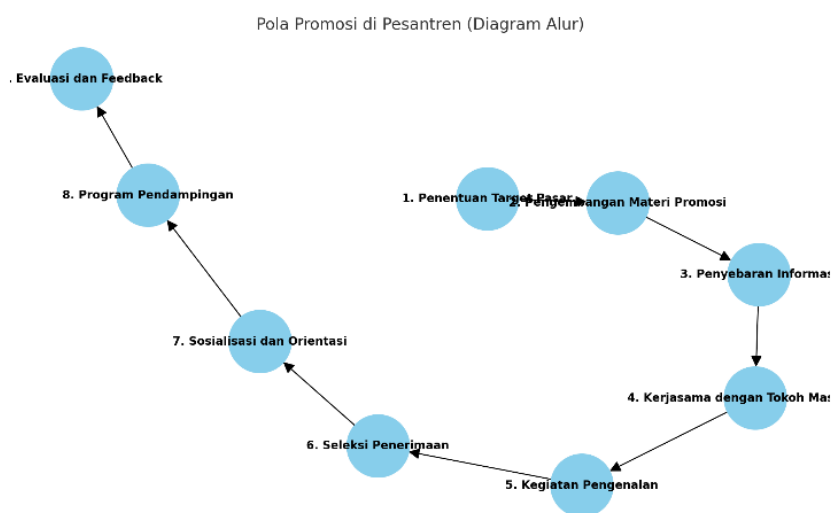 Pola Promosi di Pesantren (Diagram Alur)
. Evaluasi dan Feedback
8. Program Pendampingan
1. Penentuan Target Pasar
2. Pengembangan Materi Promosi
3. Penyebaran Informas
7. Sosialisasi dan Orientasi
4. Kerjasama dengan Tokoh Mas
6. Seleksi Penerimaan
5. Kegiatan Pengenalan